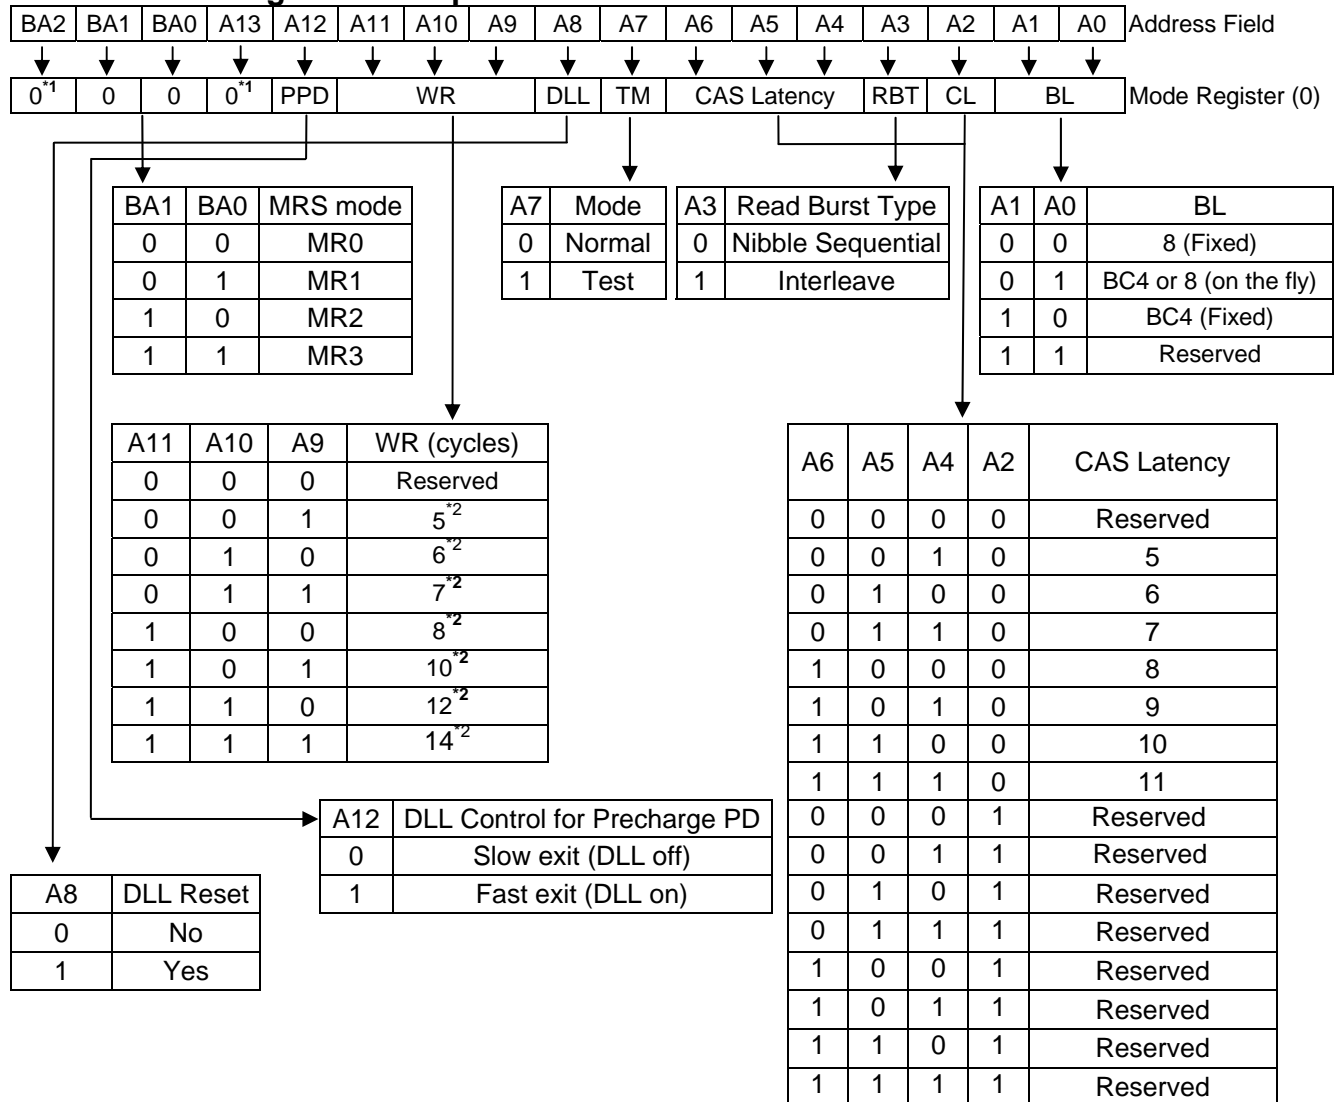 BA2 BA1 BA0 A13 A12 A11 A10 A9 A8 A7 A6 A5 A4 A3 A2 A1 A0 Address Field
0*1 0 0 0*1 PPD WR DLL TM CAS Latency RBT CL BL Mode Register (0)
BA1 BA0 MRS mode
0 0 MR0
0 1 MR1
1 0 MR2
1 1 MR3
A7 Mode
0 Normal
1 Test
A3 Read Burst Type
0 Nibble Sequential
1 Interleave
A1 A0 BL
0 0 8 (Fixed)
0 1 BC4 or 8 (on the fly)
1 0 BC4 (Fixed)
1 1 Reserved
A11 A10 A9 WR (cycles)
0 0 0 Reserved
0 0 1 5*2
0 1 0 6*2
0 1 1 7*2
1 0 0 8*2
1 0 1 10*2
1 1 0 12*2
1 1 1 14*2
A6 A5 A4 A2 CAS Latency
0 0 0 0 Reserved
0 0 1 0 5
0 1 0 0 6
0 1 1 0 7
1 0 0 0 8
1 0 1 0 9
1 1 0 0 10
1 1 1 0 11
0 0 0 1 Reserved
0 0 1 1 Reserved
0 1 0 1 Reserved
0 1 1 1 Reserved
1 0 0 1 Reserved
1 0 1 1 Reserved
1 1 0 1 Reserved
1 1 1 1 Reserved
A12 DLL Control for Precharge PD
0 Slow exit (DLL off)
1 Fast exit (DLL on)
A8 DLL Reset
0 No
1 Yes